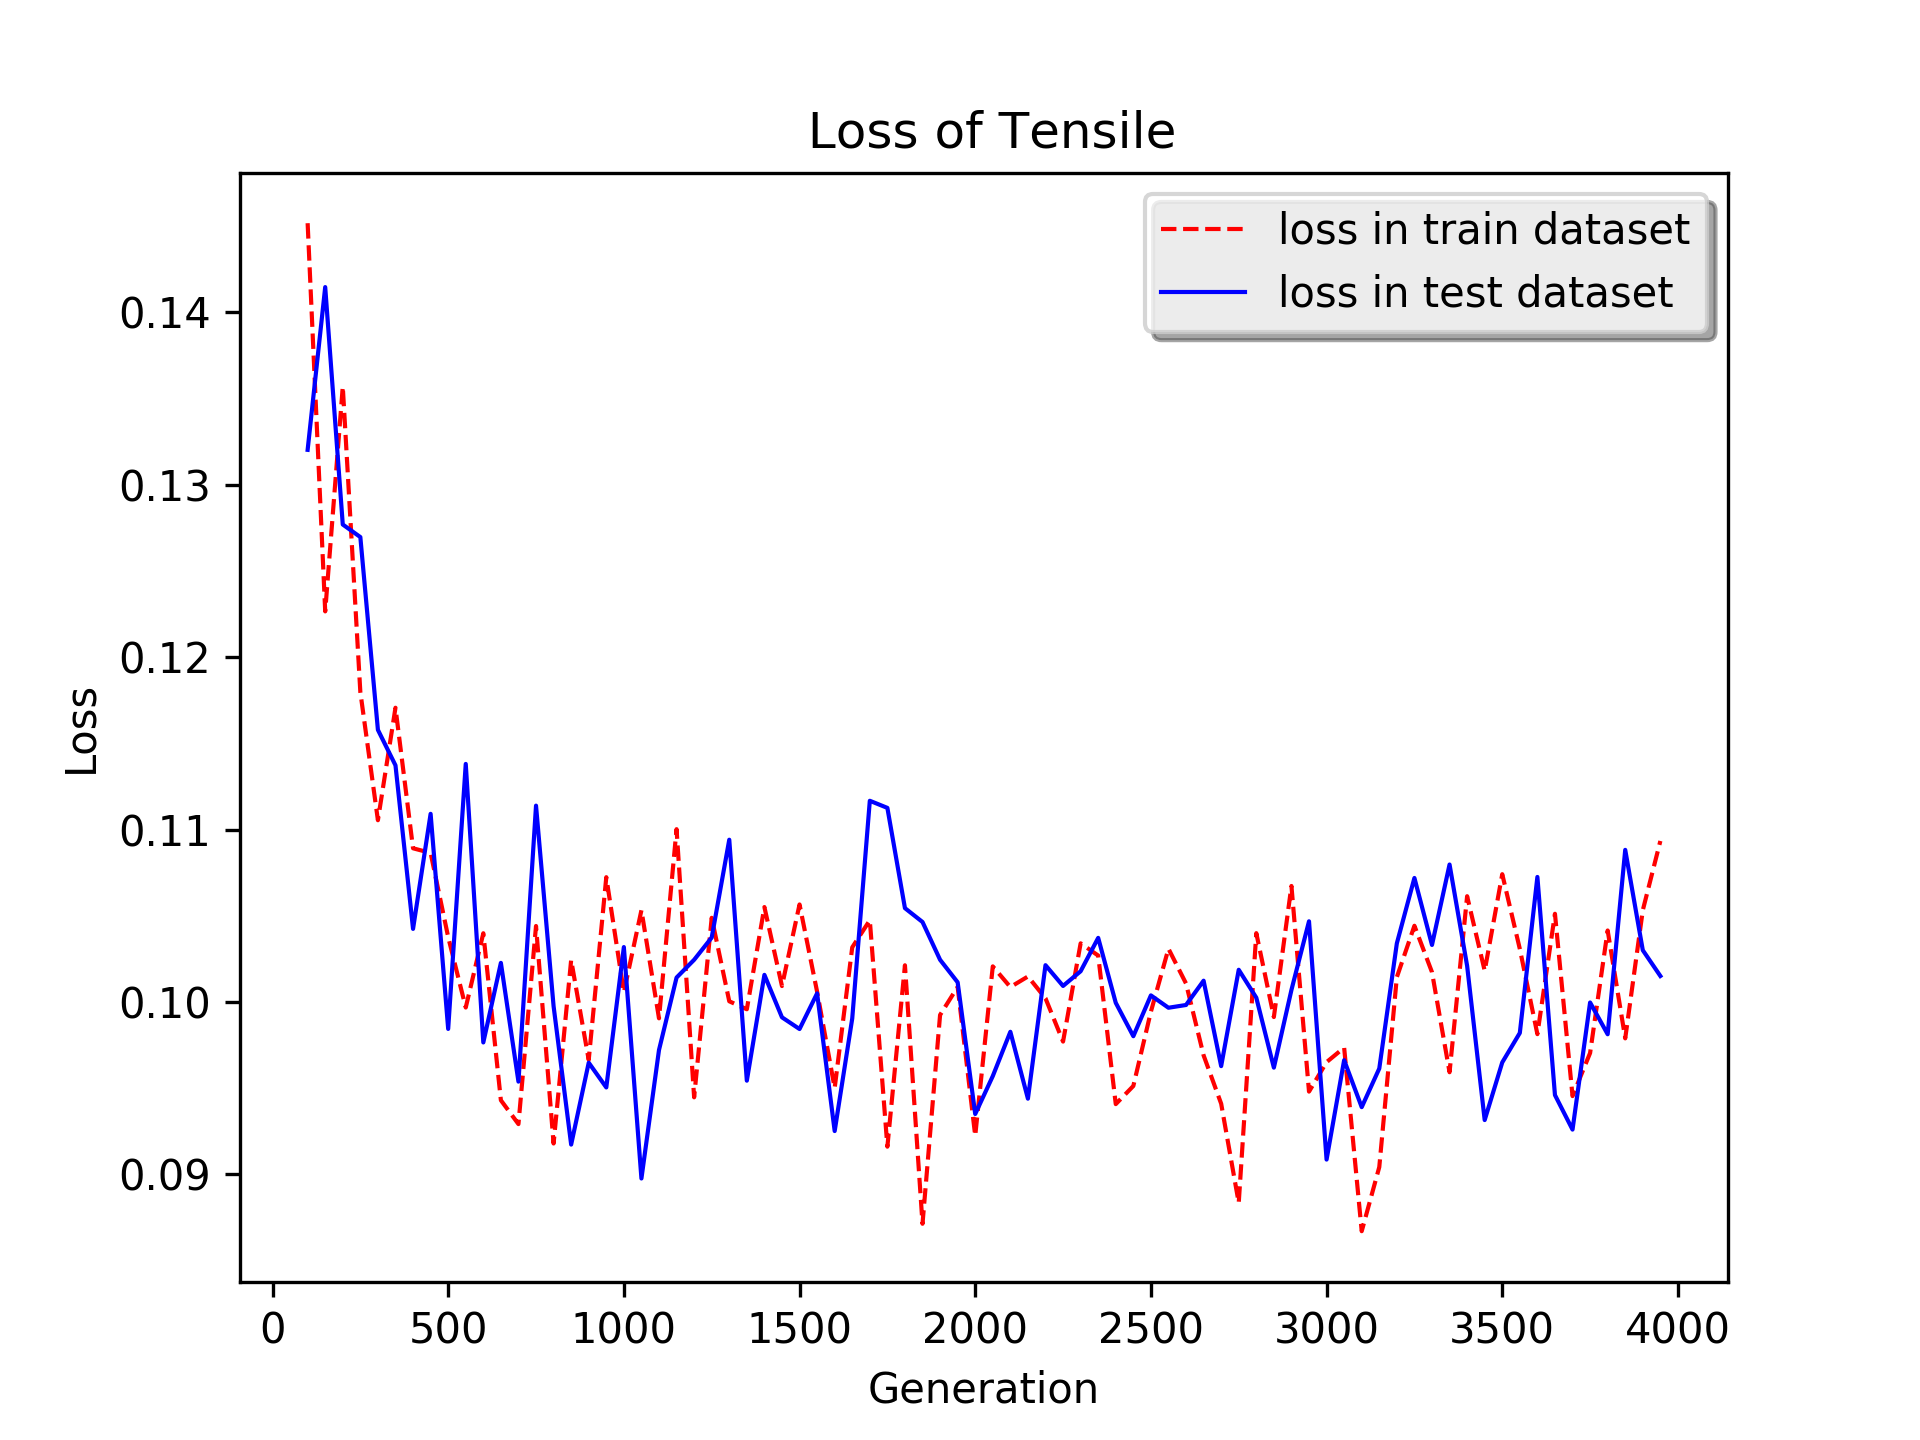 Loss of Tensile
loss in train dataset
loss in test dataset
0.14
0.13
0.12
0.11
0.10
0.09
Loss
0 500 1000 1500 2000 2500 3000 3500 4000
Generation